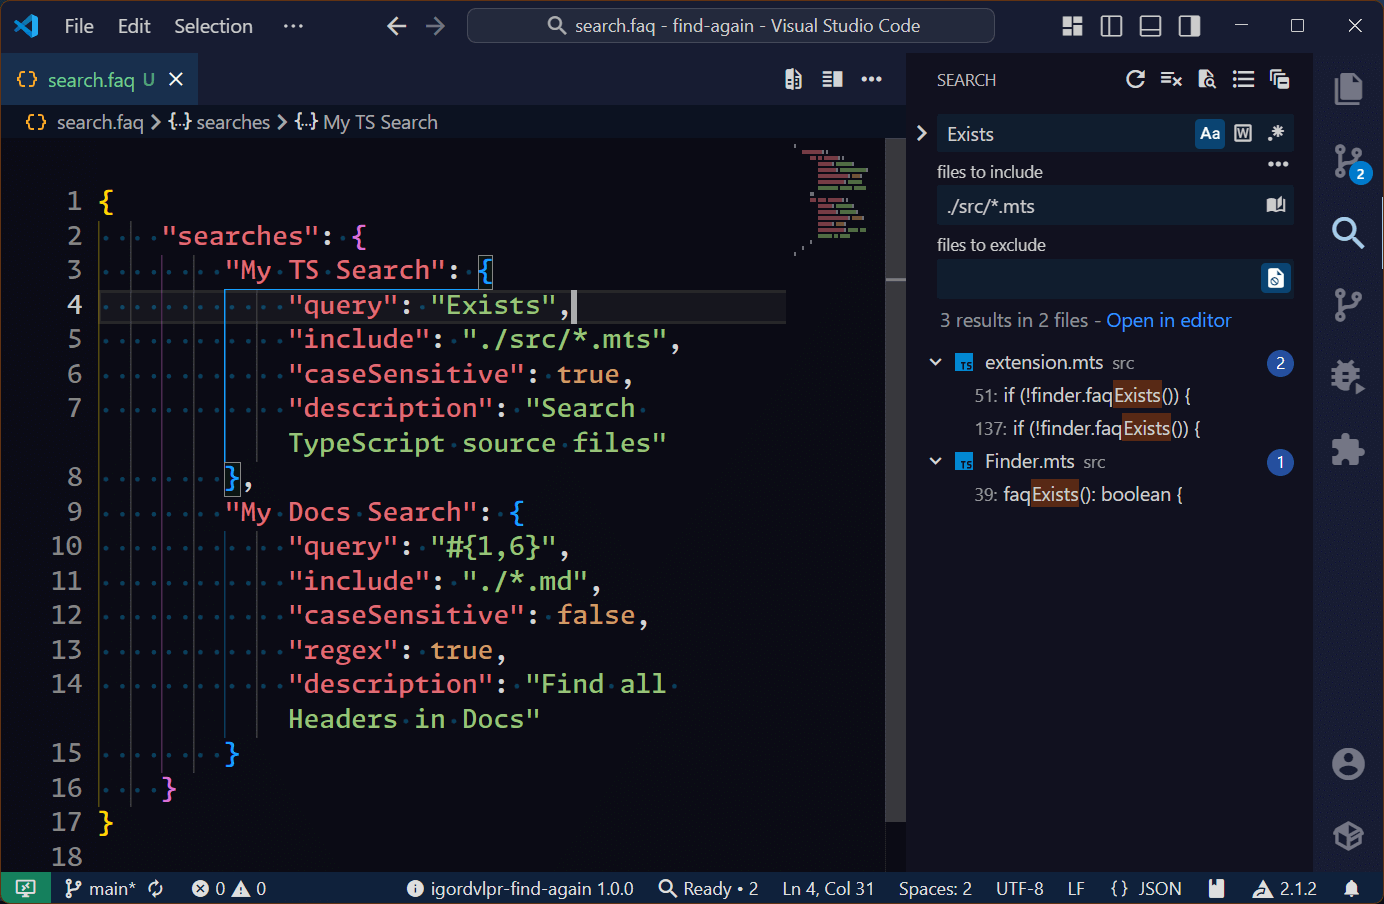 File Edit Selection ··· search.faq - find-again - Visual Studio Code
search.faq U
search.faq > searches > My TS Search
1 {
2 "searches": {
3 "My TS Search": {
4 "query": "Exists",
5 "include": "./src/*.mts",
6 "caseSensitive": true,
7 "description": "Search
TypeScript source files"
8 },
9 "My Docs Search": {
10 "query": "#{1,6}",
11 "include": "./*.md",
12 "caseSensitive": false,
13 "regex": true,
14 "description": "Find all
Headers in Docs"
15 }
16 }
17 }
18
SEARCH
Exists Aa W .*
files to include
./src/*.mts
files to exclude
3 results in 2 files - Open in editor
TS extension.mts src 2
51: if (!finder.faqExists()) {
137: if (!finder.faqExists()) {
TS Finder.mts src 1
39: faqExists(): boolean {
2
main* 0 0 igordvlpr-find-again 1.0.0 Ready • 2 Ln 4, Col 31 Spaces: 2 UTF-8 LF {} JSON 2.1.2